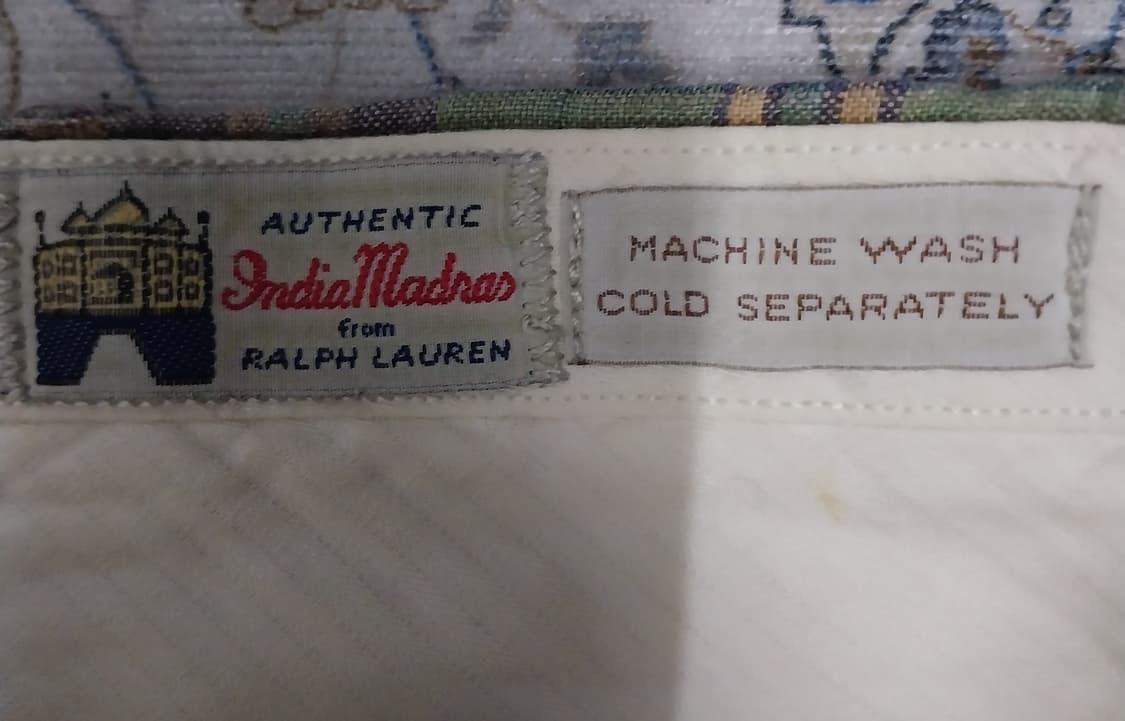 AUTHENTIC
IndiaMadras
from
RALPH LAUREN
MACHINE WASH
COLD SEPARATELY